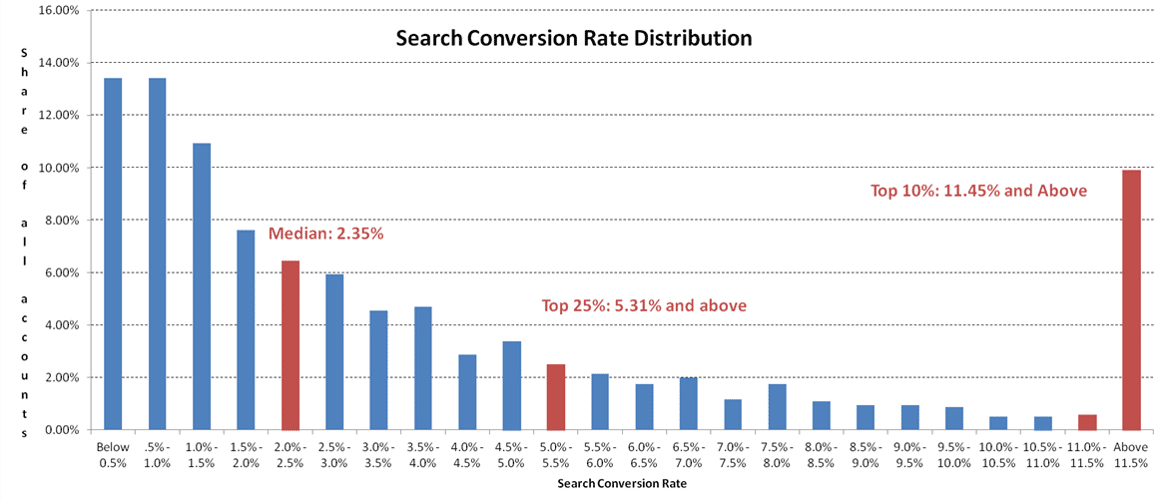 Search Conversion Rate Distribution
Share of all accounts
16.00%
14.00%
12.00%
10.00%
8.00%
6.00%
4.00%
2.00%
0.00%
Median: 2.35%
Top 25%: 5.31% and above
Top 10%: 11.45% and Above
Below 0.5%
.5% - 1.0%
1.0% - 1.5%
1.5% - 2.0%
2.0% - 2.5%
2.5% - 3.0%
3.0% - 3.5%
3.5% - 4.0%
4.0% - 4.5%
4.5% - 5.0%
5.0% - 5.5%
5.5% - 6.0%
6.0% - 6.5%
6.5% - 7.0%
7.0% - 7.5%
7.5% - 8.0%
8.0% - 8.5%
8.5% - 9.0%
9.0% - 9.5%
9.5% - 10.0%
10.0% - 10.5%
10.5% - 11.0%
11.0% - 11.5%
Above 11.5%
Search Conversion Rate